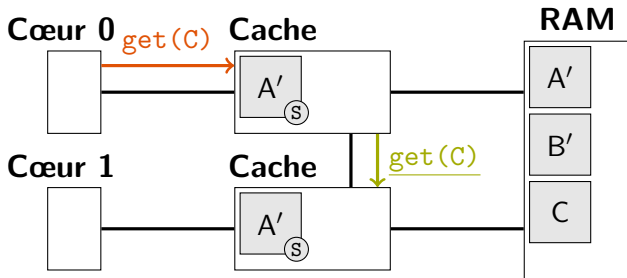 RAM
Cœur 0 get(C) Cache
A′
S
A′
B′
get(C)
Cœur 1 Cache
A′
S
C